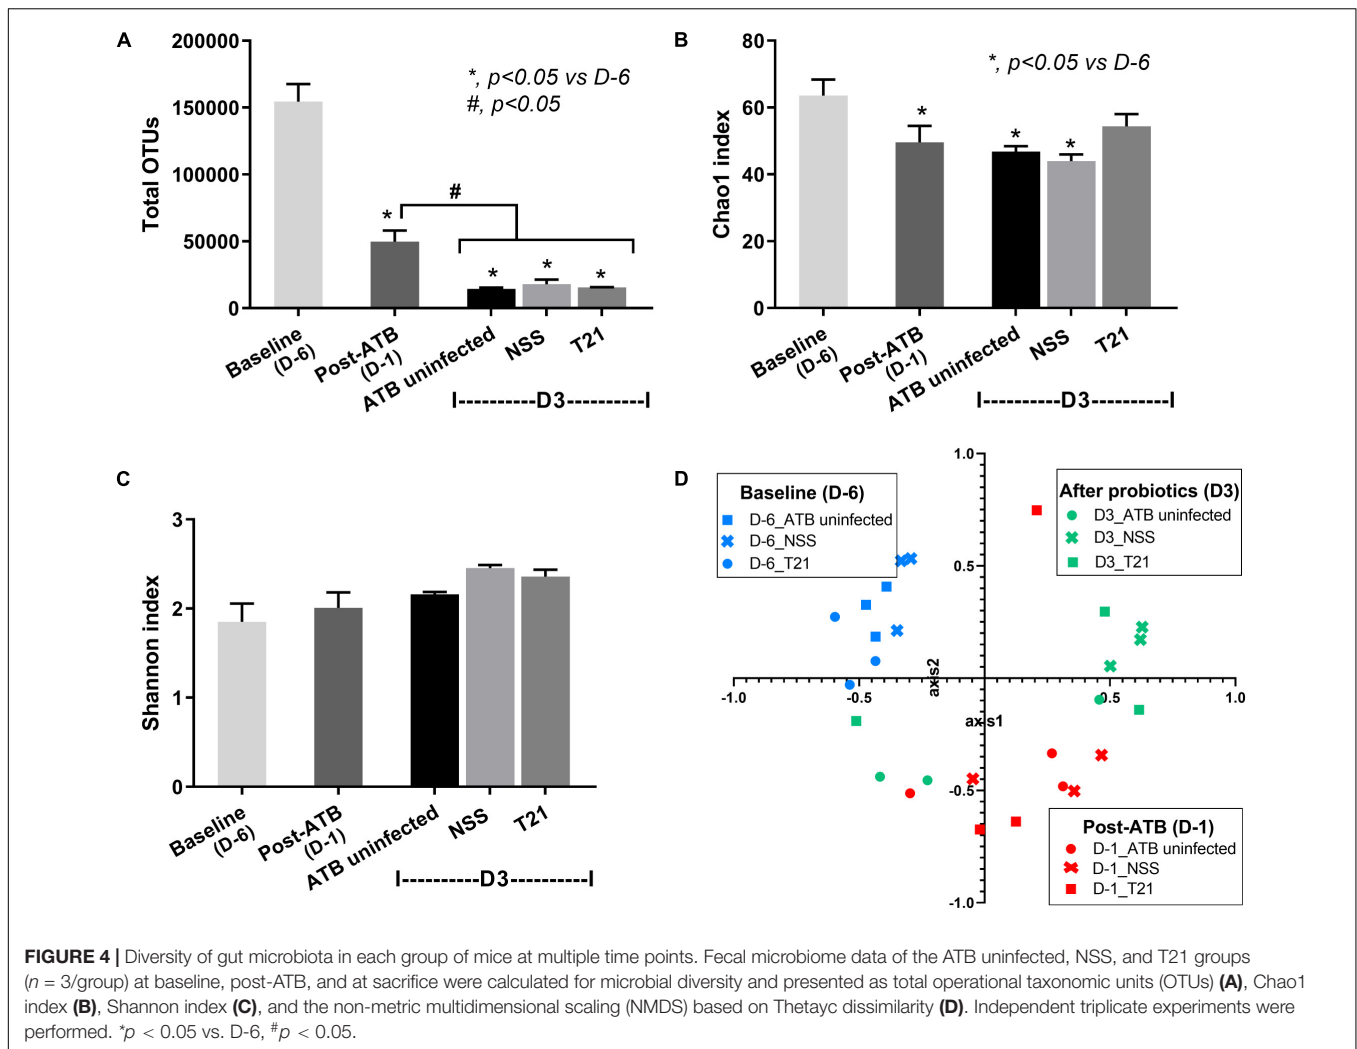 A
200000
150000
100000
50000
0
Total OTUs
*, p<0.05 vs D-6
#, p<0.05
#
*
*
*
*
Baseline
(D-6)
Post-ATB
(D-1)
ATB uninfected
NSS
T21
I----------D3----------I
B
80
60
40
20
0
Chao1 index
*, p<0.05 vs D-6
*
*
*
Baseline
(D-6)
Post-ATB
(D-1)
ATB uninfected
NSS
T21
I----------D3----------I
C
3
2
1
0
Shannon index
Baseline
(D-6)
Post-ATB
(D-1)
ATB uninfected
NSS
T21
I----------D3----------I
D
Baseline (D-6)
D-6_ATB uninfected
D-6_NSS
D-6_T21
After probiotics (D3)
D3_ATB uninfected
D3_NSS
D3_T21
Post-ATB (D-1)
D-1_ATB uninfected
D-1_NSS
D-1_T21
1.0
0.5
-0.5
-1.0
-1.0
-0.5
0.5
1.0
axis2
axis1
FIGURE 4 | Diversity of gut microbiota in each group of mice at multiple time points. Fecal microbiome data of the ATB uninfected, NSS, and T21 groups
(n = 3/group) at baseline, post-ATB, and at sacrifice were calculated for microbial diversity and presented as total operational taxonomic units (OTUs) (A), Chao1
index (B), Shannon index (C), and the non-metric multidimensional scaling (NMDS) based on Thetayc dissimilarity (D). Independent triplicate experiments were
performed. *p < 0.05 vs. D-6, #p < 0.05.